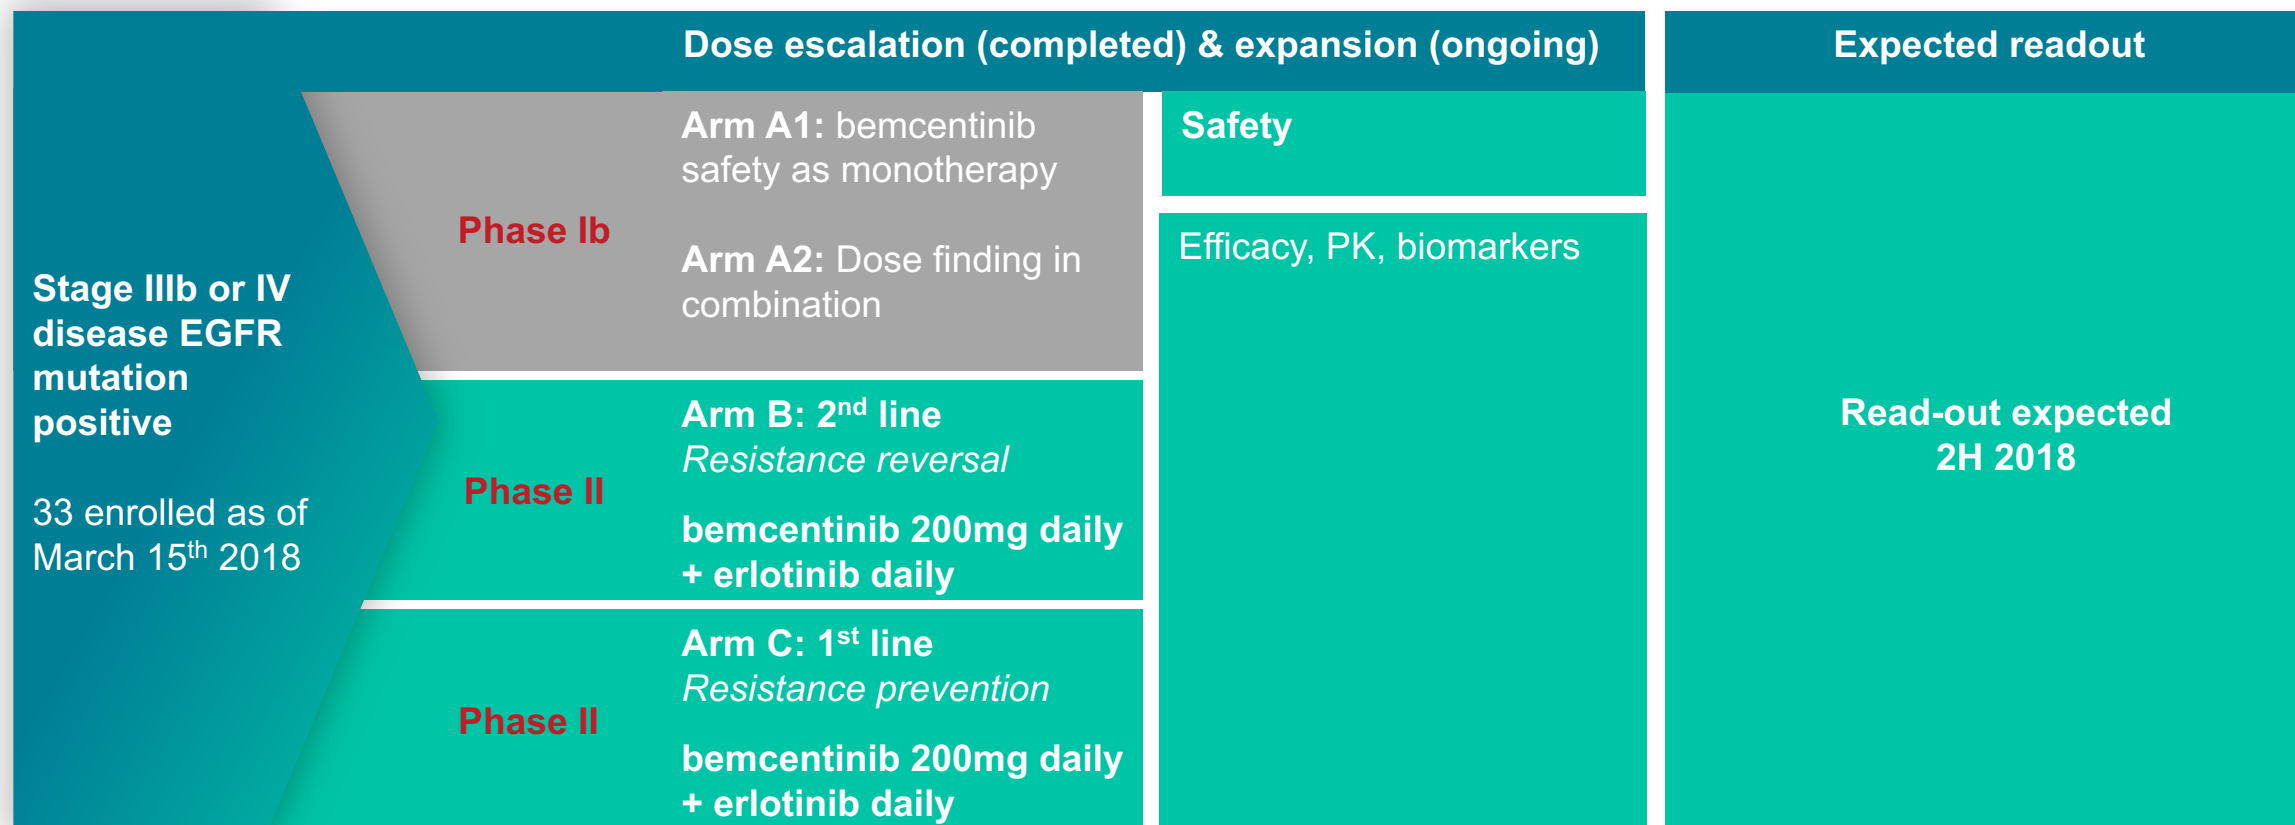 Dose escalation (completed) & expansion (ongoing)
Expected readout
Stage IIIb or IV
disease EGFR
mutation
positive
33 enrolled as of
March 15th 2018
Phase Ib
Arm A1: bemcentinib
safety as monotherapy
Arm A2: Dose finding in
combination
Phase II
Arm B: 2nd line
Resistance reversal
bemcentinib 200mg daily
+ erlotinib daily
Phase II
Arm C: 1st line
Resistance prevention
bemcentinib 200mg daily
+ erlotinib daily
Safety
Efficacy, PK, biomarkers
Read-out expected
2H 2018